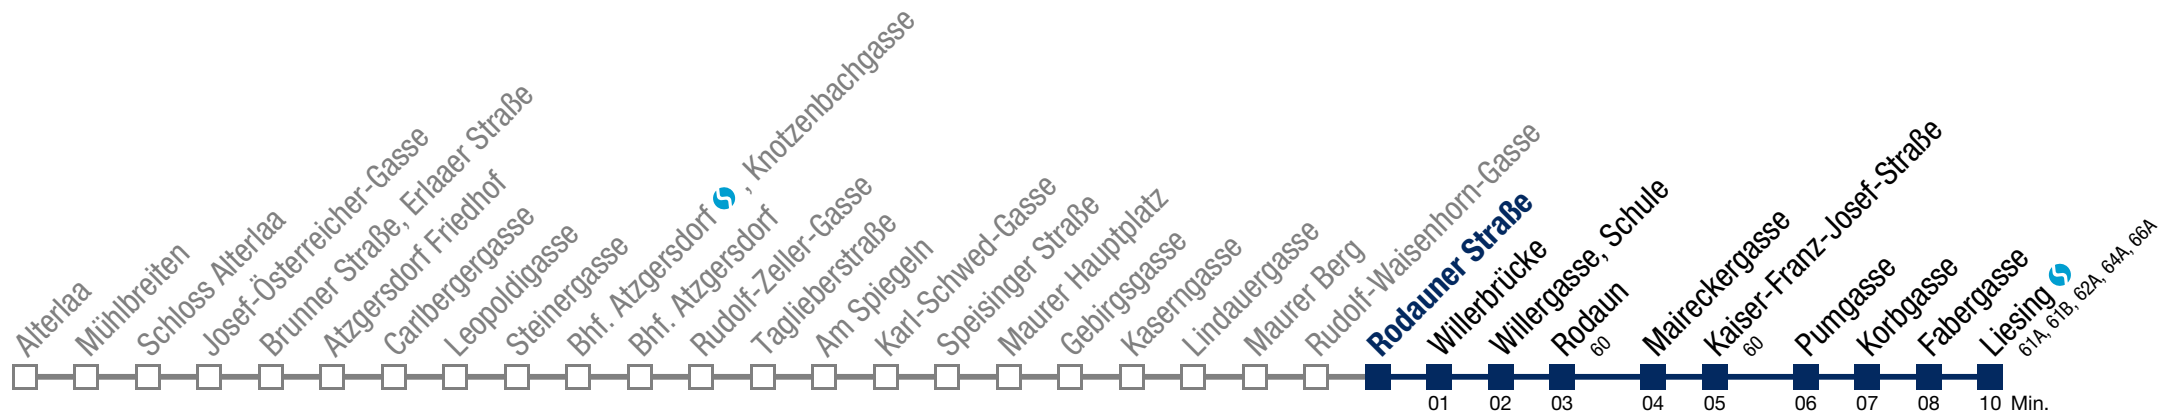 Alterlaa
Mühlbreiten
Schloss Alterlaa
Josef-Österreicher-Gasse
Brunner Straße, Erlaaer Straße
Atzgersdorf Friedhof
Carlbergergasse
Leopoldigasse
Steinergasse
Bhf. Atzgersdorf , Knotzenbachgasse
Bhf. Atzgersdorf
Rudolf-Zeller-Gasse
Taglieberstraße
Am Spiegeln
Karl-Schwed-Gasse
Speisinger Straße
Maurer Hauptplatz
Gebirgsgasse
Kaserngasse
Lindauergasse
Maurer Berg
Rudolf-Waisenhorn-Gasse
Rodauner Straße
Willerbrücke
Willergasse, Schule
Rodaun
60
Maireckergasse
Kaiser-Franz-Josef-Straße
60
Pumgasse
Korbgasse
Fabergasse
Liesing
61A, 61B, 62A, 64A, 66A
01 02 03 04 05 06 07 08 10 Min.